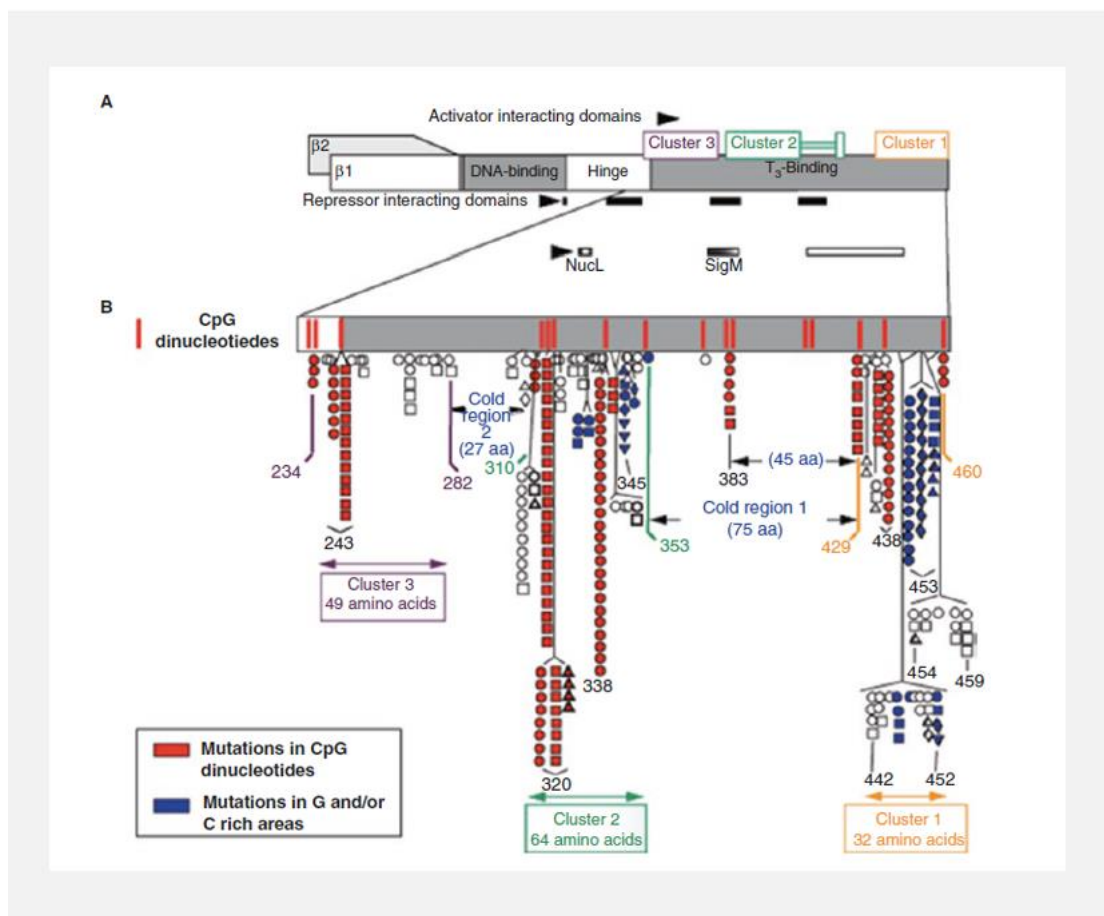 A
Activator interacting domains
Cluster 3
Cluster 2
Cluster 1
β2
β1
DNA-binding
Hinge
T3-Binding
Repressor interacting domains
NucL
SigM
B
CpG
dinucleotiedes
Cold
region
2
(27 aa)
234
282
310
345
383
(45 aa)
460
Cold region 1
(75 aa)
353
429
438
243
453
Cluster 3
49 amino acids
454
459
338
442
452
320
Mutations in CpG
dinucleotides
Mutations in G and/or
C rich areas
Cluster 2
64 amino acids
Cluster 1
32 amino acids